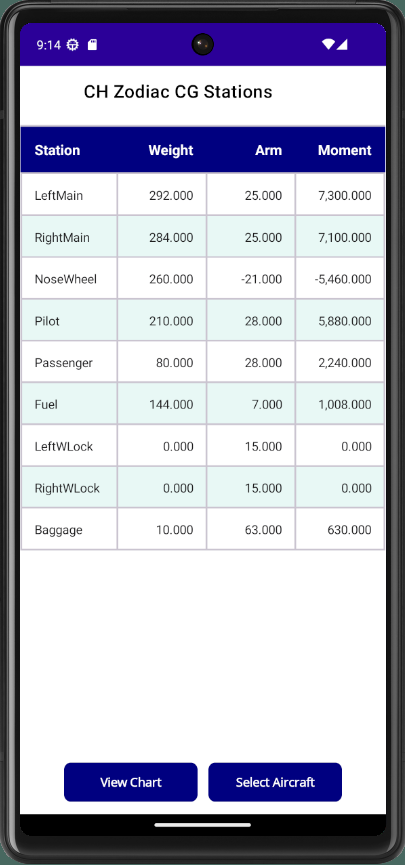 9:14
CH Zodiac CG Stations
Station Weight Arm Moment
LeftMain 292.000 25.000 7,300.000
RightMain 284.000 25.000 7,100.000
NoseWheel 260.000 -21.000 -5,460.000
Pilot 210.000 28.000 5,880.000
Passenger 80.000 28.000 2,240.000
Fuel 144.000 7.000 1,008.000
LeftWLock 0.000 15.000 0.000
RightWLock 0.000 15.000 0.000
Baggage 10.000 63.000 630.000
View Chart Select Aircraft